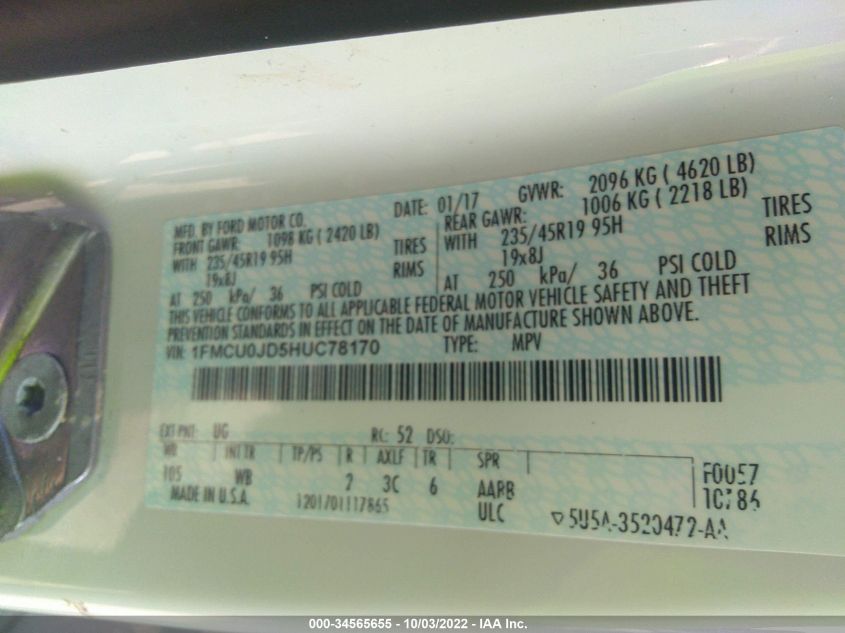 MFD. BY FORD MOTOR CO. DATE: 01/17 GVWR: 2096 KG ( 4620 LB)
FRONT GAWR: 1098 KG ( 2420 LB) REAR GAWR: 1006 KG ( 2218 LB)
WITH 235/45R19 95H TIRES WITH 235/45R19 95H TIRES
19x8J RIMS 19x8J RIMS
AT 250 kPa/ 36 PSI COLD AT 250 kPa/ 36 PSI COLD
THIS VEHICLE CONFORMS TO ALL APPLICABLE FEDERAL MOTOR VEHICLE SAFETY AND THEFT
PREVENTION STANDARDS IN EFFECT ON THE DATE OF MANUFACTURE SHOWN ABOVE.
VIN: 1FMCU0JD5HUC78170 TYPE: MPV
EXT PNT: UG RC: 52 DSO:
WB INT TR TP/PS R AXLE TR SPR
105 WB 2 3C 6 AAPB
MADE IN U.S.A. ULC
F0057
▽5U5A-3520472-AA
000-34565655 - 10/03/2022 - IAA Inc.